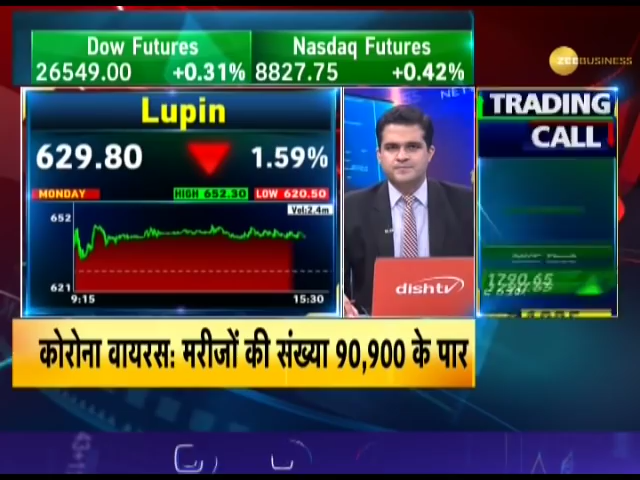 Dow Futures
26549.00 +0.31%
Nasdaq Futures
8827.75 +0.42%
ZEEBUSINESS
Lupin
629.80 1.59%
MONDAY HIGH 652.30 LOW 620.50
Vol:2.4m
652
621
9:15 15:30
NET
dishtv
TRADING
CALL
1790.65
कोरोना वायरस: मरीजों की संख्या 90,900 के पार